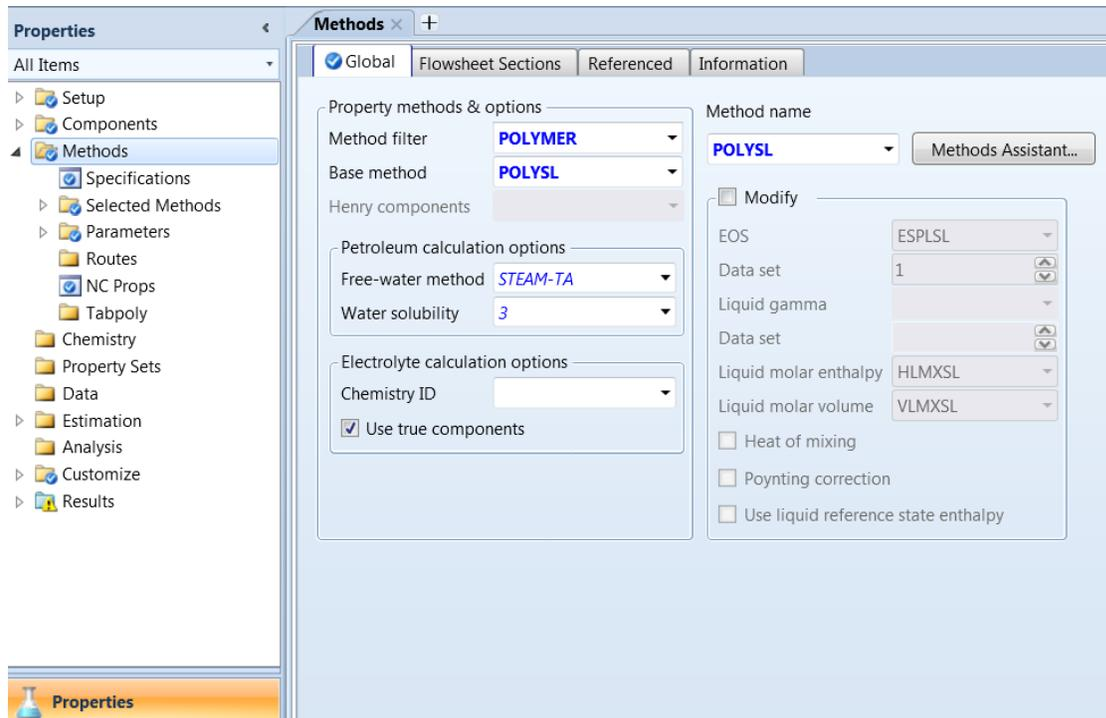 Properties
All Items
Setup
Components
Methods
Specifications
Selected Methods
Parameters
Routes
NC Props
Tabpoly
Chemistry
Property Sets
Data
Estimation
Analysis
Customize
Results
Properties
Methods
Global Flowsheet Sections Referenced Information
Property methods & options
Method filter POLYMER
Base method POLYSL
Henry components
Petroleum calculation options
Free-water method STEAM-TA
Water solubility 3
Electrolyte calculation options
Chemistry ID
Use true components
Method name
POLYSL Methods Assistant...
Modify
EOS ESPLSL
Data set 1
Liquid gamma
Data set
Liquid molar enthalpy HLMXSL
Liquid molar volume VLMXSL
Heat of mixing
Poynting correction
Use liquid reference state enthalpy